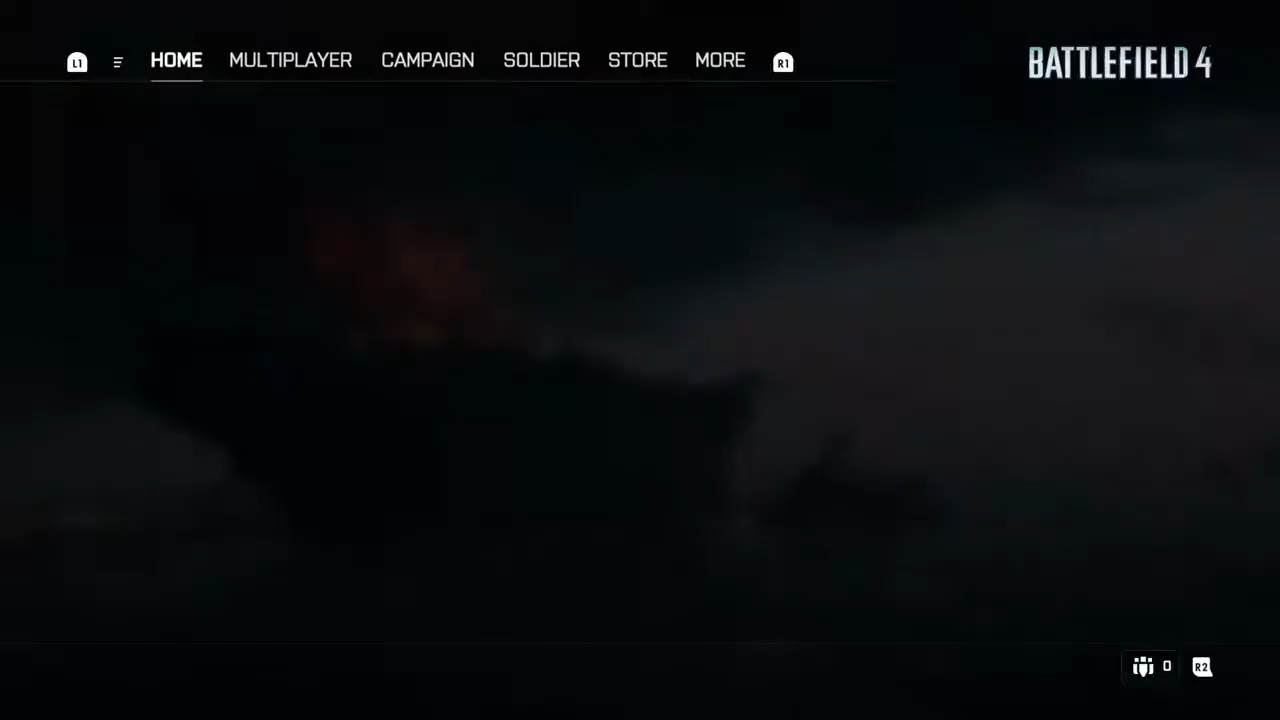 L1 HOME MULTIPLAYER CAMPAIGN SOLDIER STORE MORE R1
BATTLEFIELD 4
0 R2